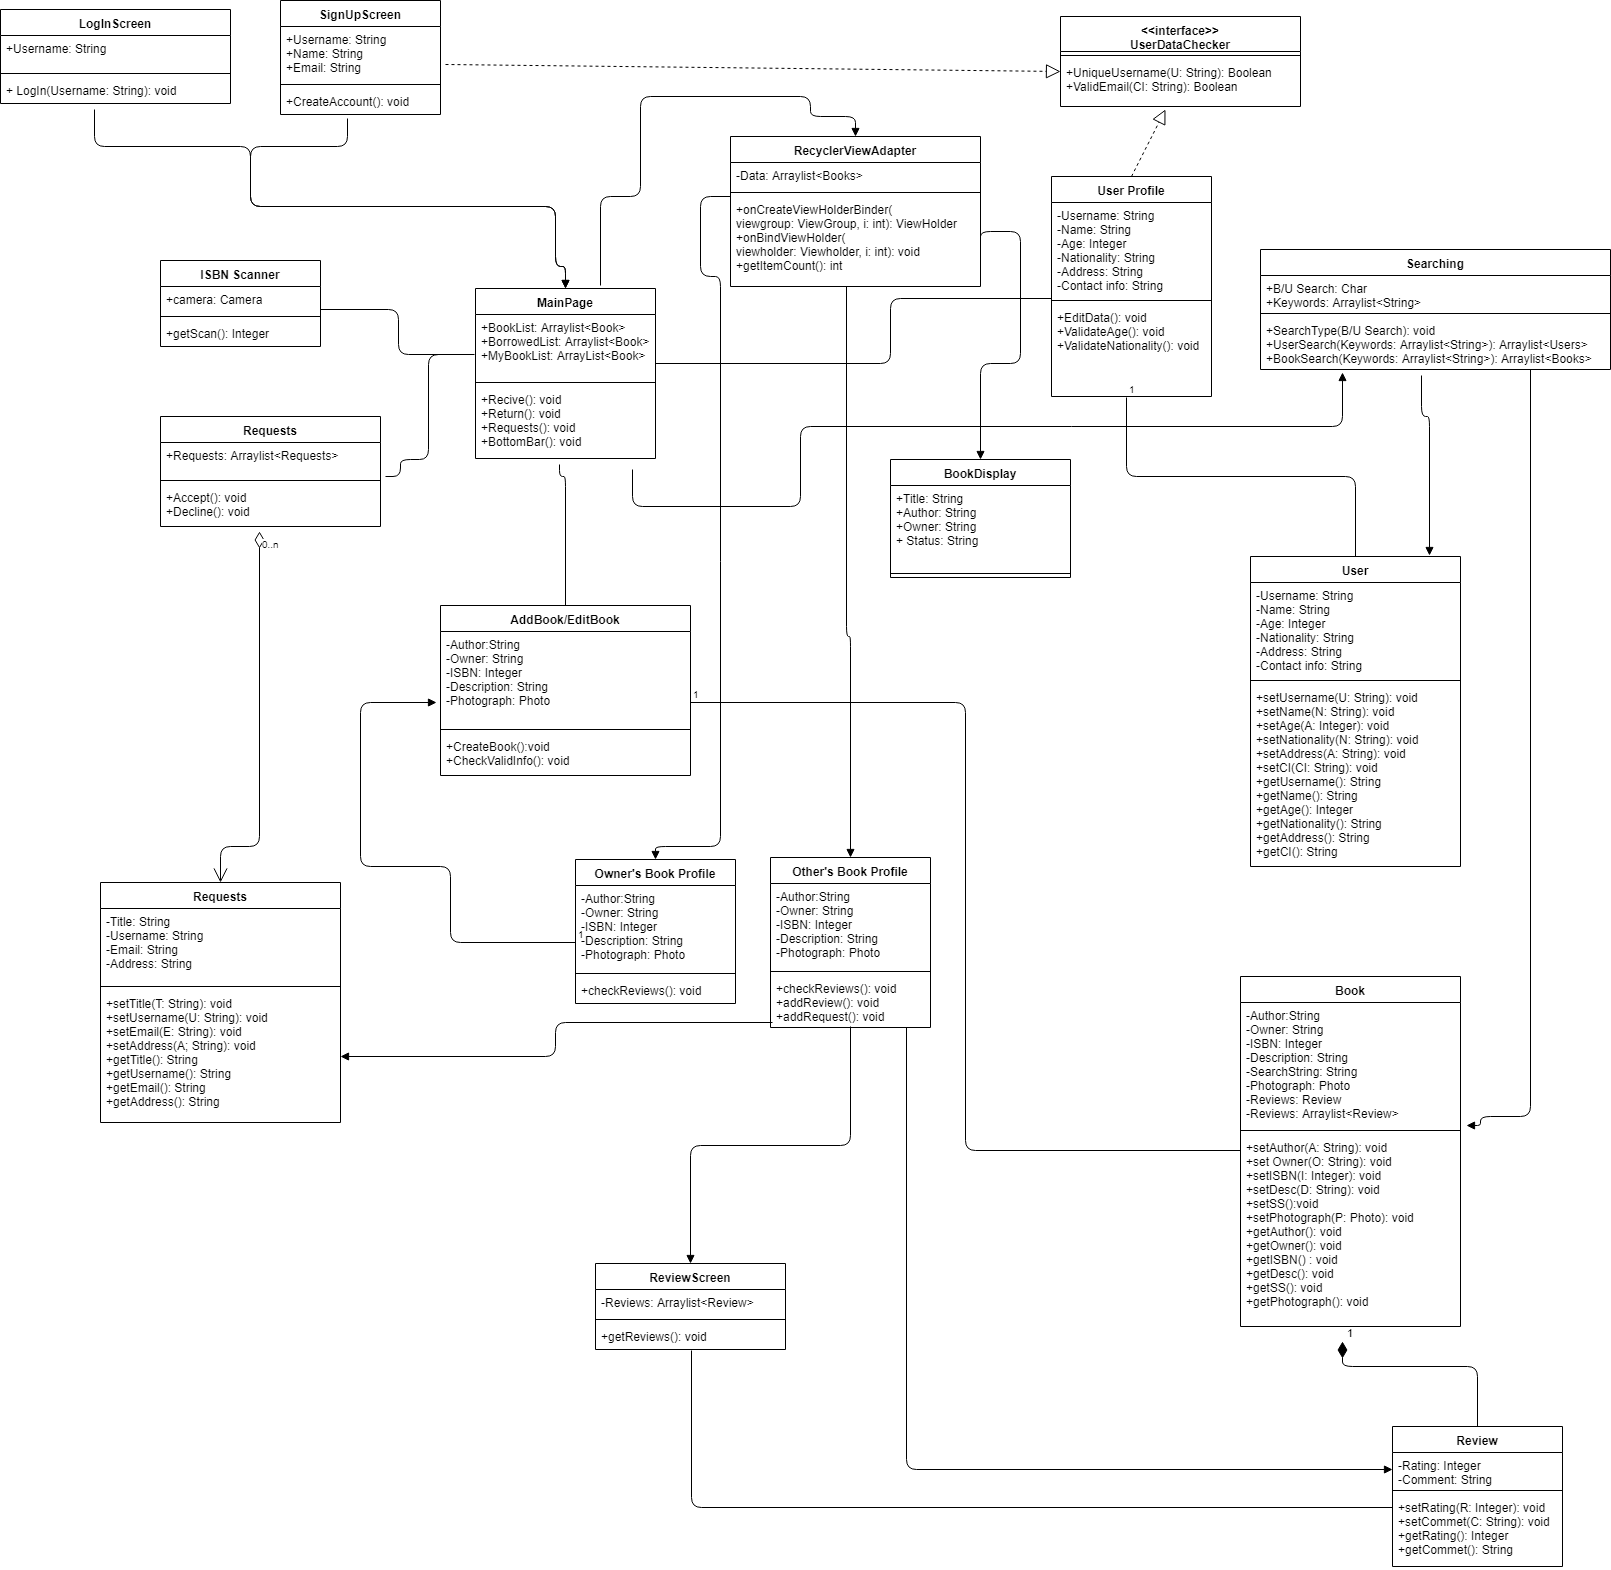 LogInScreen
+Username: String
+ LogIn(Username: String): void
SignUpScreen
+Username: String
+Name: String
+Email: String
+CreateAccount(): void
<<interface>>
UserDataChecker
+UniqueUsername(U: String): Boolean
+ValidEmail(CI: String): Boolean
RecyclerViewAdapter
-Data: Arraylist<Books>
+onCreateViewHolderBinder(
viewgroup: ViewGroup, i: int): ViewHolder
+onBindViewHolder(
viewholder: Viewholder, i: int): void
+getItemCount(): int
User Profile
-Username: String
-Name: String
-Age: Integer
-Nationality: String
-Address: String
-Contact info: String
+EditData(): void
+ValidateAge(): void
+ValidateNationality(): void
1
Searching
+B/U Search: Char
+Keywords: Arraylist<String>
+SearchType(B/U Search): void
+UserSearch(Keywords: Arraylist<String>): Arraylist<Users>
+BookSearch(Keywords: Arraylist<String>): Arraylist<Books>
ISBN Scanner
+camera: Camera
+getScan(): Integer
MainPage
+BookList: Arraylist<Book>
+BorrowedList: Arraylist<Book>
+MyBookList: ArrayList<Book>
+Recive(): void
+Return(): void
+Requests(): void
+BottomBar(): void
Requests
+Requests: Arraylist<Requests>
+Accept(): void
+Decline(): void
0..n
BookDisplay
+Title: String
+Author: String
+Owner: String
+ Status: String
User
-Username: String
-Name: String
-Age: Integer
-Nationality: String
-Address: String
-Contact info: String
+setUsername(U: String): void
+setName(N: String): void
+setAge(A: Integer): void
+setNationality(N: String): void
+setAddress(A: String): void
+setCI(CI: String): void
+getUsername(): String
+getName(): String
+getAge(): Integer
+getNationality(): String
+getAddress(): String
+getCI(): String
AddBook/EditBook
-Author:String
-Owner: String
-ISBN: Integer
-Description: String
-Photograph: Photo
+CreateBook():void
+CheckValidInfo(): void
1
Owner's Book Profile
-Author:String
-Owner: String
-ISBN: Integer
1
-Description: String
-Photograph: Photo
+checkReviews(): void
Other's Book Profile
-Author:String
-Owner: String
-ISBN: Integer
-Description: String
-Photograph: Photo
+checkReviews(): void
+addReview(): void
+addRequest(): void
Requests
-Title: String
-Username: String
-Email: String
-Address: String
+setTitle(T: String): void
+setUsername(U: String): void
+setEmail(E: String): void
+setAddress(A; String): void
+getTitle(): String
+getUsername(): String
+getEmail(): String
+getAddress(): String
Book
-Author:String
-Owner: String
-ISBN: Integer
-Description: String
-SearchString: String
-Photograph: Photo
-Reviews: Review
-Reviews: Arraylist<Review>
+setAuthor(A: String): void
+set Owner(O: String): void
+setISBN(I: Integer): void
+setDesc(D: String): void
+setSS():void
+setPhotograph(P: Photo): void
+getAuthor(): void
+getOwner(): void
+getISBN() : void
+getDesc(): void
+getSS(): void
+getPhotograph(): void
1
ReviewScreen
-Reviews: Arraylist<Review>
+getReviews(): void
Review
-Rating: Integer
-Comment: String
+setRating(R: Integer): void
+setCommet(C: String): void
+getRating(): Integer
+getCommet(): String